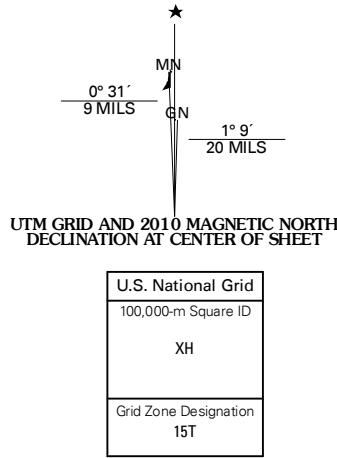 MN
0° 31´
9 MILS
GN
1° 9´
20 MILS
UTM GRID AND 2010 MAGNETIC NORTH
DECLINATION AT CENTER OF SHEET
U.S. National Grid
100,000-m Square ID
XH
Grid Zone Designation
15T